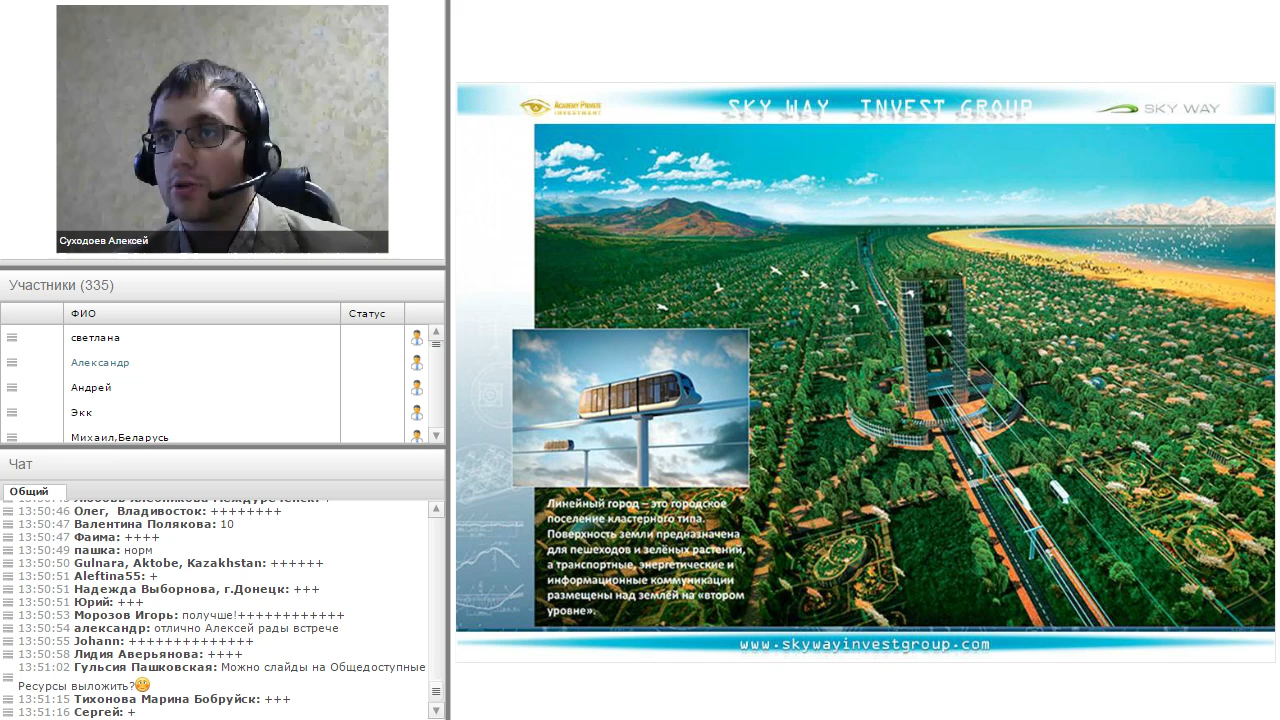 Суходоев Алексей
Участники (335)
ФИО Статус
светлана
Александр
Андрей
Экк
Михаил,Беларусь
Чат
Общий
13:50:46 Олег, Владивосток: ++++++++
13:50:47 Валентина Полякова: 10
13:50:47 Фаима: ++++
13:50:49 пашка: норм
13:50:50 Gulnara, Aktobe, Kazakhstan: ++++++
13:50:51 Aleftina55: +
13:50:51 Надежда Выборнова, г.Донецк: +++
13:50:51 Юрий: +++
13:50:53 Морозов Игорь: получше!++++++++++++
13:50:54 александр: отлично Алексей рады встрече
13:50:55 Johann: ++++++++++++++
13:50:58 Лидия Аверьянова: ++++
13:51:02 Гульсия Пашковская: Можно слайды на Общедоступные
Ресурсы выложить?
13:51:15 Тихонова Марина Бобруйск: +++
13:51:16 Сергей: +
ACADEMY PRIVATE
INVESTMENT
SKY WAY INVEST GROUP
SKY WAY
Линейный город – это городское
поселение кластерного типа.
Поверхность земли предназначена
для пешеходов и зелёных растений,
а транспортные, энергетические и
информационные коммуникации
размещены над землёй на «втором
уровне».
www.skywayinvestgroup.com